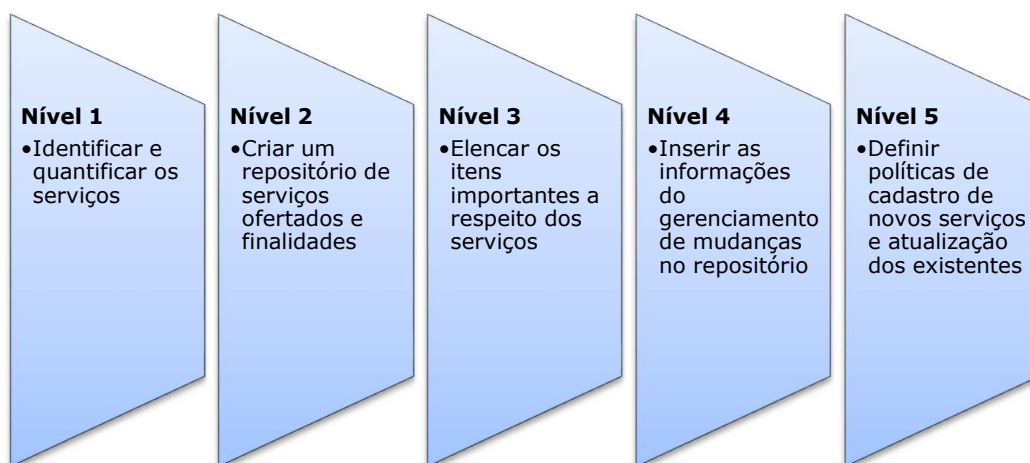 Nível 1
•Identificar e
quantificar os
serviços
Nível 2
•Criar um
repositório de
serviços
ofertados e
finalidades
Nível 3
•Elencar os
itens
importantes a
respeito dos
serviços
Nível 4
•Inserir as
informações
do
gerenciamento
de mudanças
no repositório
Nível 5
•Definir
políticas de
cadastro de
novos serviços
e atualização
dos existentes